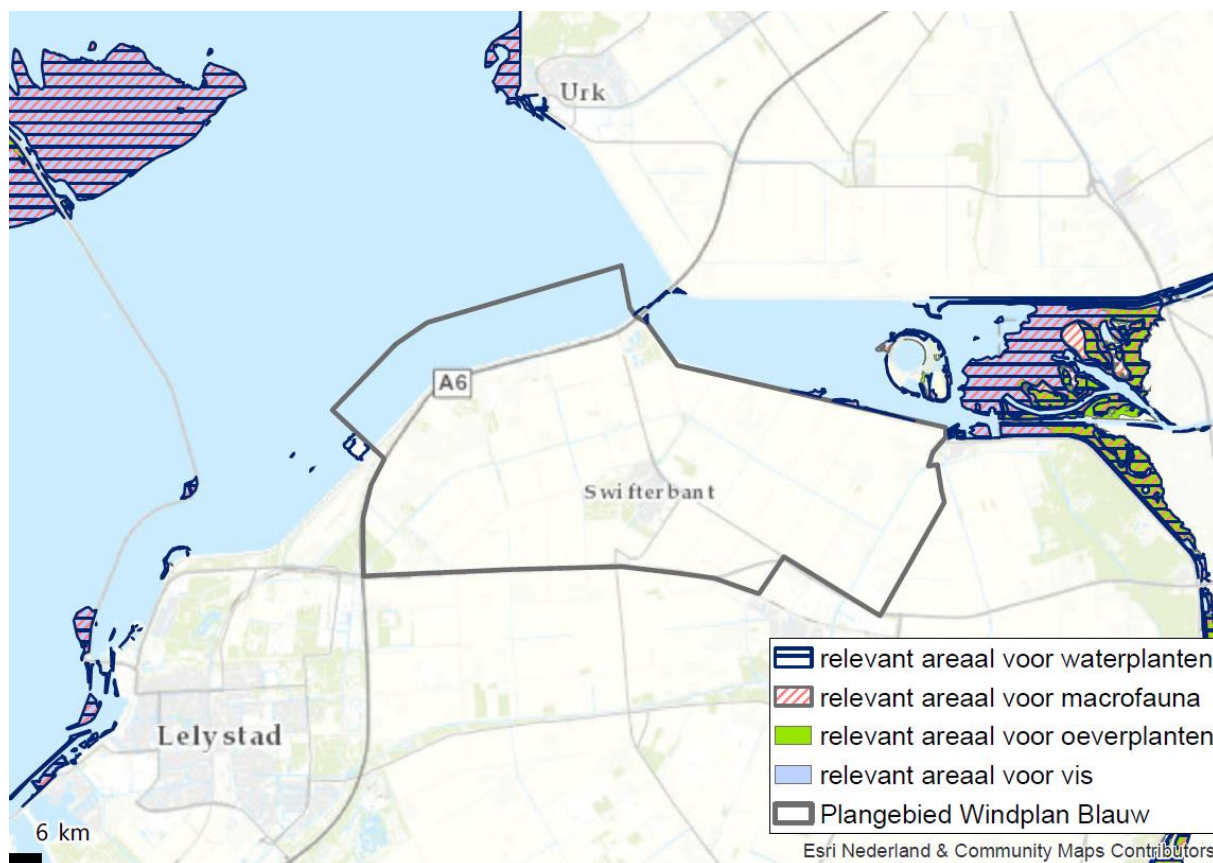 Urk
A6
Swifterbant
Lelystad
relevant areaal voor waterplanten
relevant areaal voor macrofauna
relevant areaal voor oeverplanten
relevant areaal voor vis
Plangebied Windplan Blauw
6 km
Esri Nederland & Community Maps Contributors